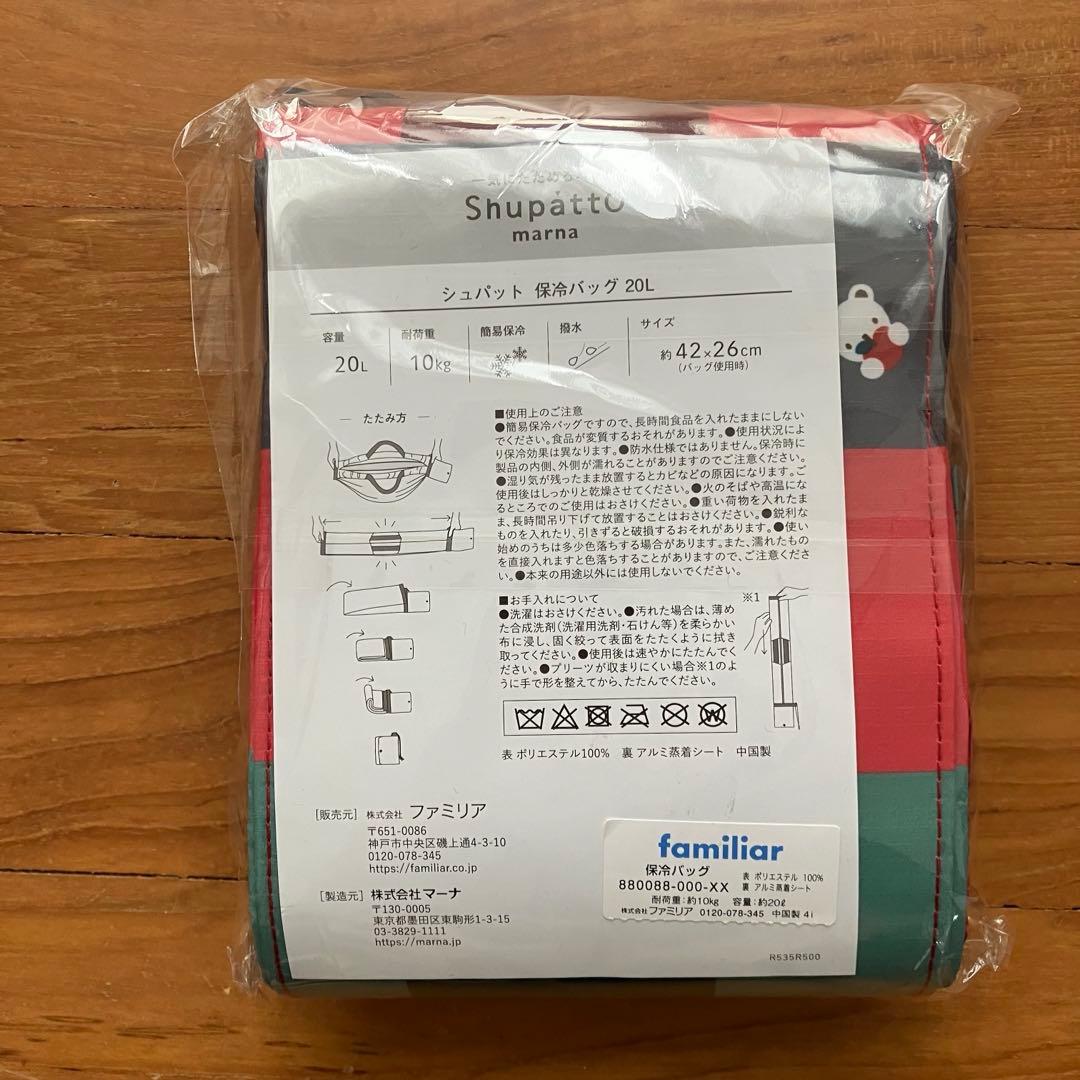 一気にたためる
Shupatto
marna
シュパット 保冷バッグ 20L
容量
20L
耐荷重
10kg
簡易保冷
撥水
サイズ
約 42×26cm
(バッグ使用時)
たたみ方
■使用上のご注意
●簡易保冷バッグですので、長時間食品を入れたままにしない
でください。食品が変質するおそれがあります。●使用状況によ
り保冷効果は異なります。●防水仕様ではありません。保冷時に
製品の内側、外側が濡れることがありますのでご注意ください。
●湿り気が残ったまま放置するとカビなどの原因になります。ご
使用後はしっかりと乾燥させてください。●火のそばや高温にな
るところでのご使用はおさけください。●重い荷物を入れたま
ま、長時間吊り下げて放置することはおさけください。●鋭利な
ものを入れたり、引きずると破損するおそれがあります。●使い
始めのうちは多少色落ちする場合があります。また、濡れたもの
を直接入れますと色落ちすることがありますので、ご注意くださ
い。●本来の用途以外には使用しないでください。
■お手入れについて
●洗濯はおさけください。●汚れた場合は、薄め
た合成洗剤(洗濯用洗剤・石けん等)を柔らかい
布に浸し、固く絞って表面をたたくように拭き
取ってください。●使用後は速やかにたたんでく
ださい。●プリーツが収まりにくい場合※1のよ
うに手で形を整えてから、たたんでください。
※1
表 ポリエステル100% 裏 アルミ蒸着シート 中国製
[販売元] 株式会社 ファミリア
〒651-0086
神戸市中央区磯上通4-3-10
0120-078-345
https://familiar.co.jp
[製造元] 株式会社マーナ
〒130-0005
東京都墨田区東駒形1-3-15
03-3829-1111
https://marna.jp
familiar
保冷バッグ
880088-000-XX
表 ポリエステル 100%
裏 アルミ蒸着シート
耐荷重:約10kg 容量:約20ℓ
株式会社ファミリア 0120-078-345 中国製 4i
R535R500